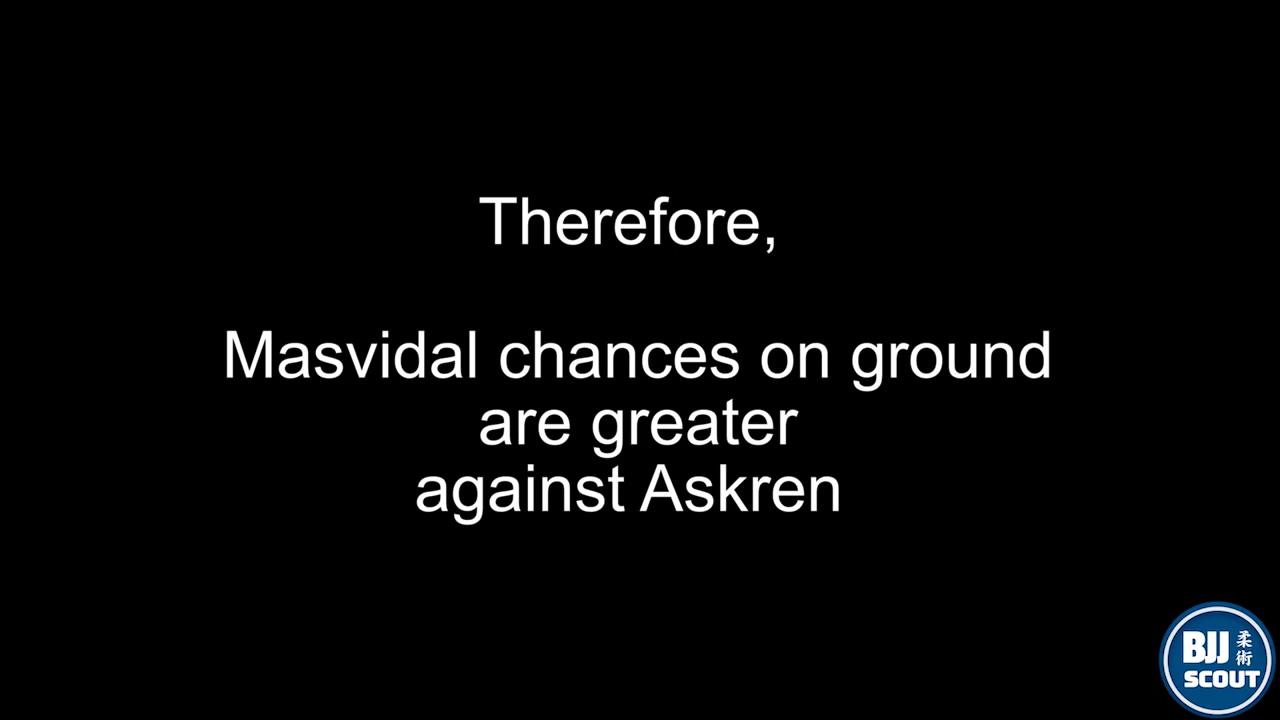 Therefore,
Masvidal chances on ground
are greater
against Askren
BJJ 柔術
SCOUT